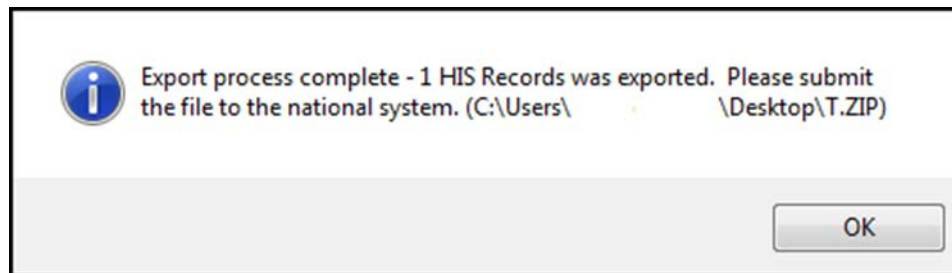 Export process complete - 1 HIS Records was exported.  Please submit
the file to the national system. (C:\Users\ \Desktop\T.ZIP)
OK